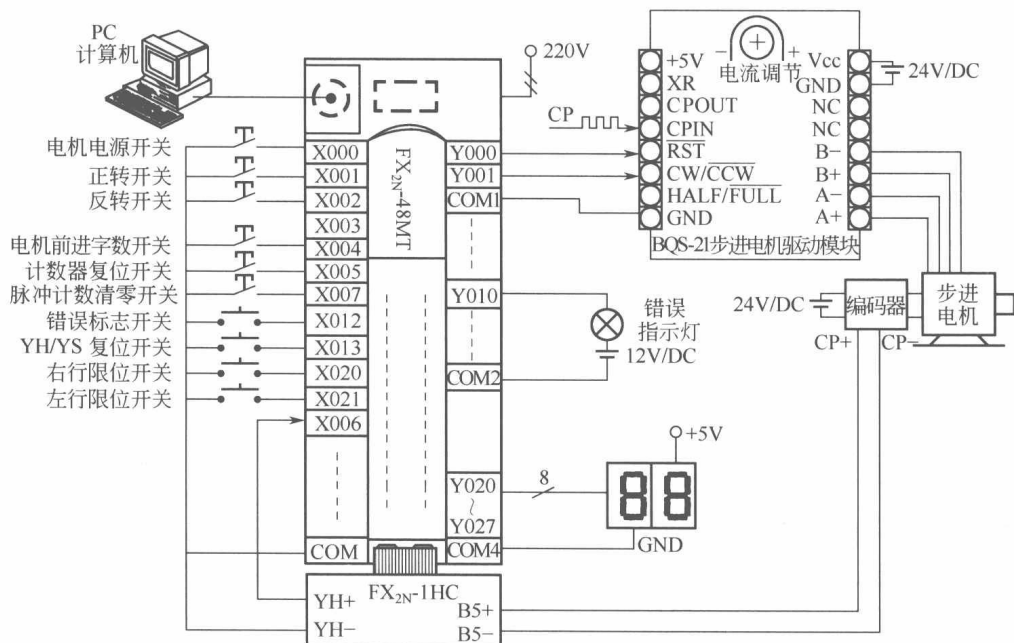 PC
计算机
电机电源开关
正转开关
反转开关
电机前进字数开关
计数器复位开关
脉冲计数清零开关
错误标志开关
YH/YS 复位开关
右行限位开关
左行限位开关
X000
X001
X002
X003
X004
X005
X007
X012
X013
X020
X021
X006
COM
FX2N-48MT
Y000
Y001
COM1
Y010
COM2
Y020
~
Y027
COM4
220V
CP
+5V
XR
CPOUT
CPIN
RST
CW/CCW
HALF/FULL
GND
− +
电流调节
Vcc
GND
NC
NC
B−
B+
A−
A+
BQS-21步进电机驱动模块
24V/DC
24V/DC
编码器
步进
电机
CP+
CP−
错误
指示灯
12V/DC
+5V
8
88
GND
FX2N-1HC
YH+
YH−
B5+
B5−